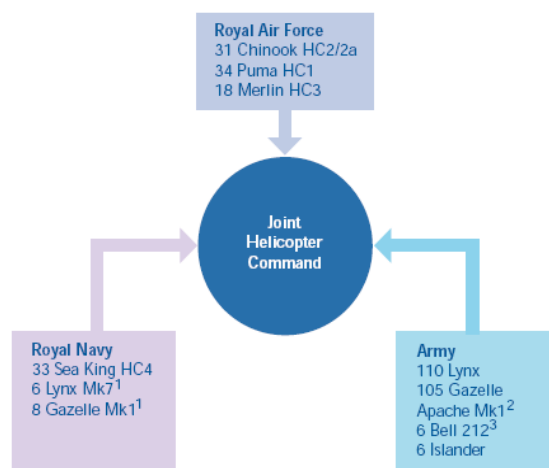 Royal Air Force
31 Chinook HC2/2a
34 Puma HC1
18 Merlin HC3
Joint
Helicopter
Command
Royal Navy
33 Sea King HC4
6 Lynx Mk7¹
8 Gazelle Mk1¹
Army
110 Lynx
105 Gazelle
Apache Mk1²
6 Bell 212³
6 Islander